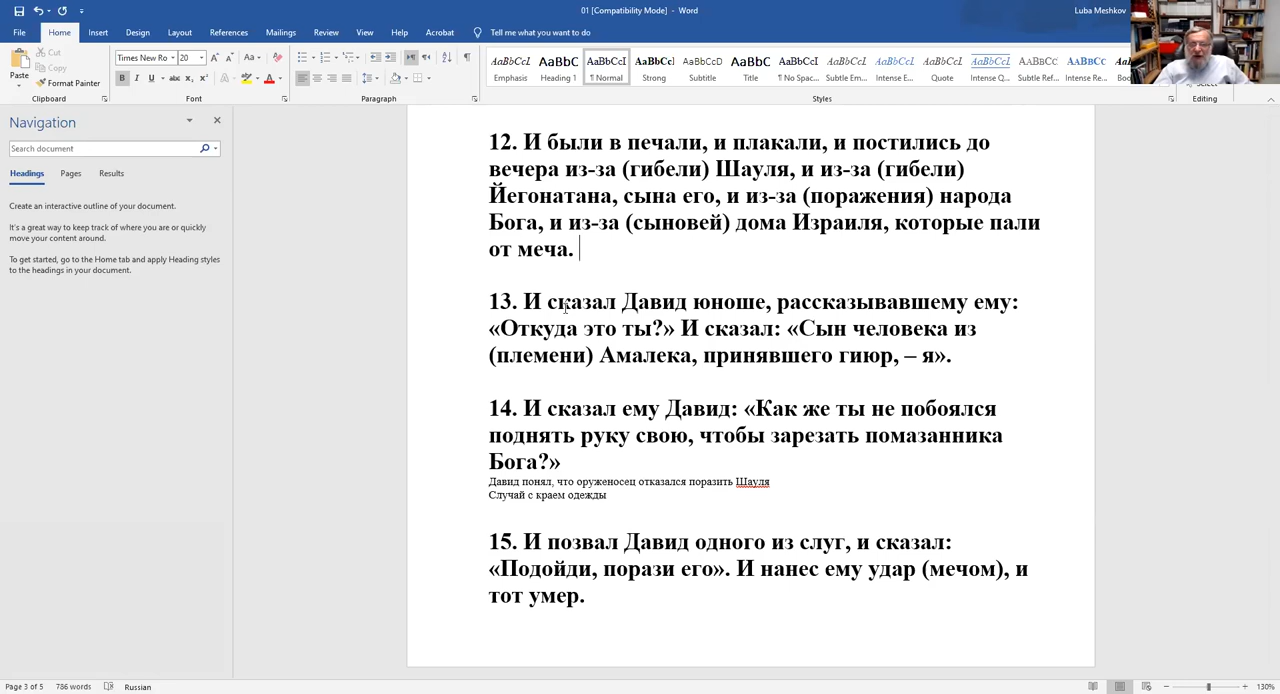 01 [Compatibility Mode] - Word
Luba Meshkov
File Home Insert Draw Design Layout References Mailings Review View Help Acrobat Tell me what you want to do
Paste
Cut
Copy
Format Painter
Clipboard
Times New Ro 20
Font
Paragraph
AaBbCcL AaBbC AaBbCcI AaBbCc AaBbCcD AaBbC AaBbCcI AaBbCcL AaBbCcL AaBbCcL AaBbCcL AaBbCc AaBbCc
Emphasis Heading 1 ¶ Normal Strong Subtitle Title ¶ No Spac... Subtle Em... Intense E... Quote Intense Q... Subtle Ref... Intense Re...
Styles
Editing
Navigation
Search document
Headings Pages Results
Create an interactive outline of your document.
It's a great way to keep track of where you are or quickly
move your content around.
To get started, go to the Home tab and apply Heading styles
to the headings in your document.
12. И были в печали, и плакали, и постились до
вечера из-за (гибели) Шауля, и из-за (гибели)
Йегонатана, сына его, и из-за (поражения) народа
Бога, и из-за (сыновей) дома Израиля, которые пали
от меча.
13. И сказал Давид юноше, рассказывавшему ему:
«Откуда это ты?» И сказал: «Сын человека из
(племени) Амалека, принявшего гиюр, – я».
14. И сказал ему Давид: «Как же ты не побоялся
поднять руку свою, чтобы зарезать помазанника
Бога?»
Давид понял, что оруженосец отказался поразить Шауля
Случай с краем одежды
15. И позвал Давид одного из слуг, и сказал:
«Подойди, порази его». И нанес ему удар (мечом), и
тот умер.
Page 3 of 5 786 words Russian
130%